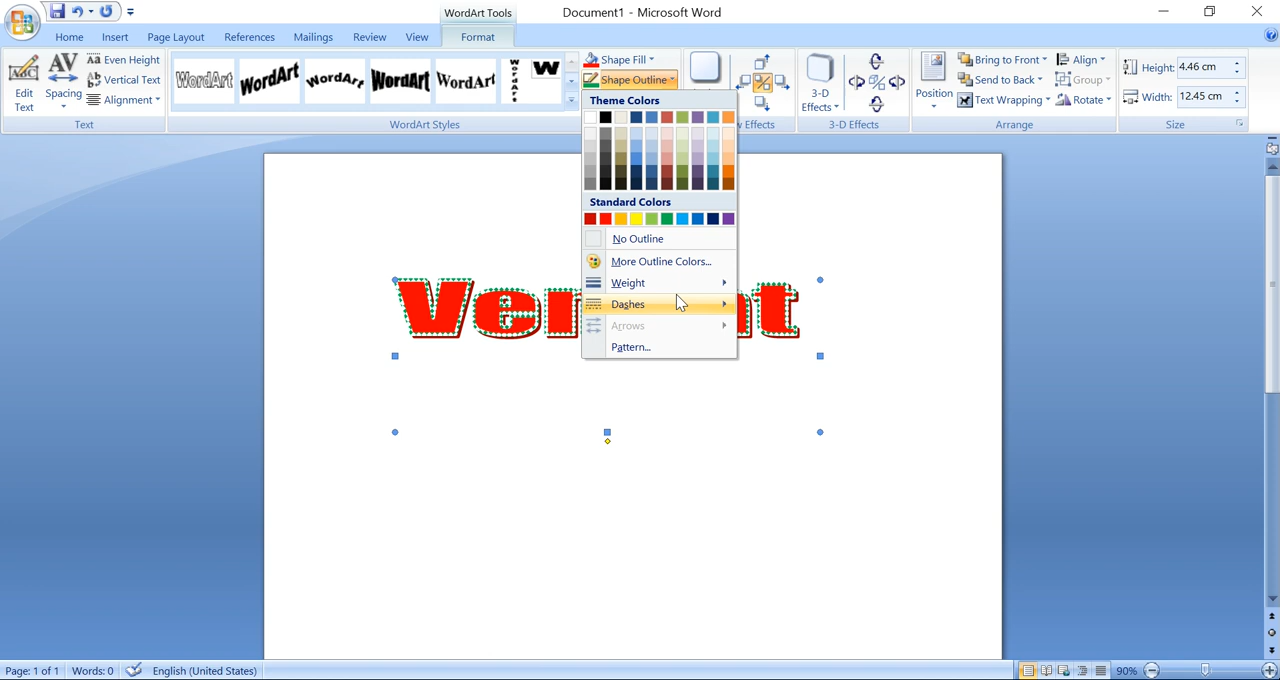 WordArt Tools
Document1 - Microsoft Word
Home Insert Page Layout References Mailings Review View Format
Edit Text
Spacing
Even Height
Vertical Text
Alignment
Text
WordArt WordArt WordArt WordArt WordArt WordArt W
WordArt Styles
Shape Fill
Shape Outline
w Effects
3-D Effects
3-D Effects
Position
Bring to Front
Send to Back
Text Wrapping
Align
Group
Rotate
Arrange
Height: 4.46 cm
Width: 12.45 cm
Size
Theme Colors
Standard Colors
No Outline
More Outline Colors...
Weight
Dashes
Arrows
Pattern...
Page: 1 of 1 Words: 0 English (United States)
90%